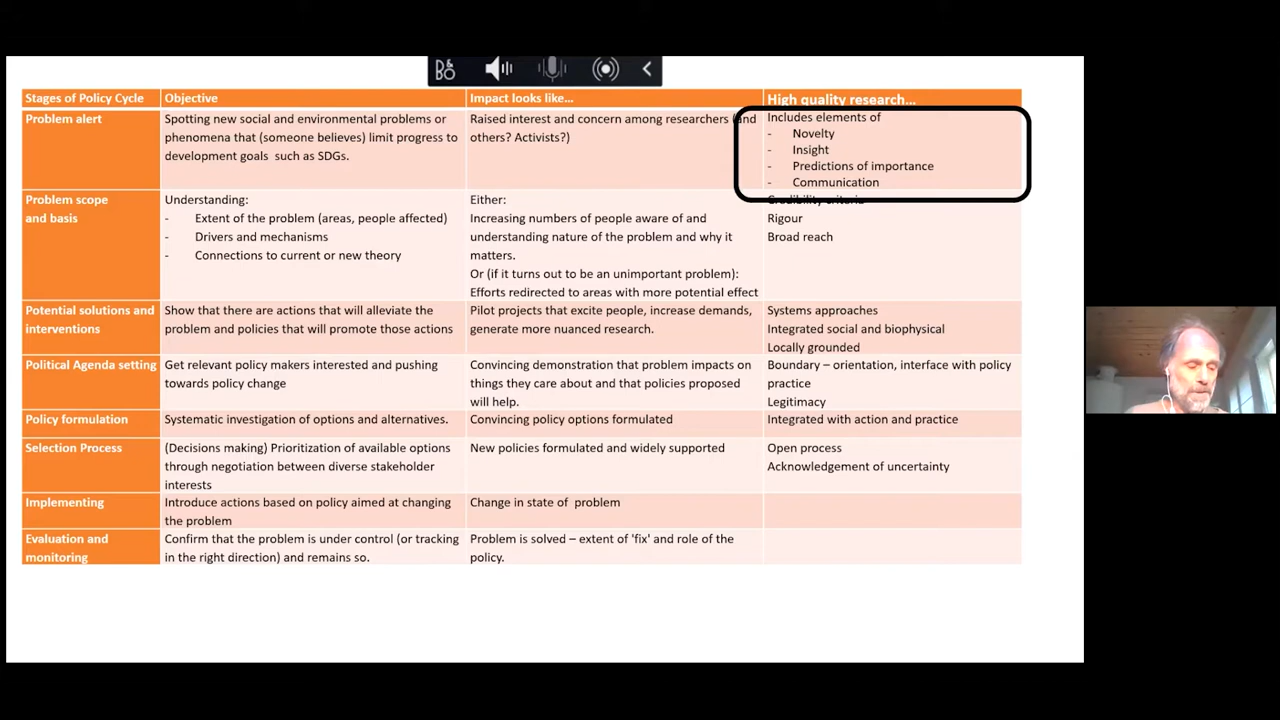 B&O
Stages of Policy Cycle
Objective
Impact looks like…
High quality research…
Problem alert
Spotting new social and environmental problems or
phenomena that (someone believes) limit progress to
development goals such as SDGs.
Raised interest and concern among researchers (and
others? Activists?)
Includes elements of
- Novelty
- Insight
- Predictions of importance
- Communication
Problem scope
and basis
Understanding:
- Extent of the problem (areas, people affected)
- Drivers and mechanisms
- Connections to current or new theory
Either:
Increasing numbers of people aware of and
understanding nature of the problem and why it
matters.
Or (if it turns out to be an unimportant problem):
Efforts redirected to areas with more potential effect
Credibility criteria
Rigour
Broad reach
Potential solutions and
interventions
Show that there are actions that will alleviate the
problem and policies that will promote those actions
Pilot projects that excite people, increase demands,
generate more nuanced research.
Systems approaches
Integrated social and biophysical
Locally grounded
Political Agenda setting
Get relevant policy makers interested and pushing
towards policy change
Convincing demonstration that problem impacts on
things they care about and that policies proposed
will help.
Boundary – orientation, interface with policy
practice
Legitimacy
Policy formulation
Systematic investigation of options and alternatives.
Convincing policy options formulated
Integrated with action and practice
Selection Process
(Decisions making) Prioritization of available options
through negotiation between diverse stakeholder
interests
New policies formulated and widely supported
Open process
Acknowledgement of uncertainty
Implementing
Introduce actions based on policy aimed at changing
the problem
Change in state of problem
Evaluation and
monitoring
Confirm that the problem is under control (or tracking
in the right direction) and remains so.
Problem is solved – extent of 'fix' and role of the
policy.